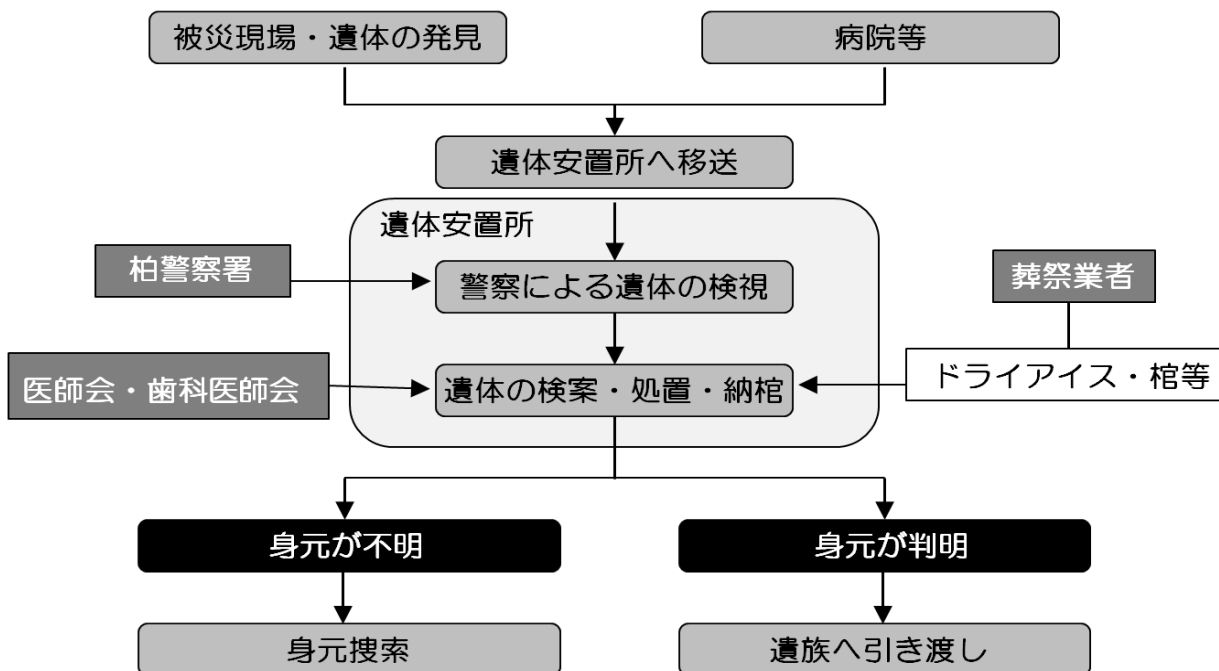 被災現場・遺体の発見
病院等
遺体安置所へ移送
遺体安置所
柏警察署
警察による遺体の検視
葬祭業者
医師会・歯科医師会
遺体の検案・処置・納棺
ドライアイス・棺等
身元が不明
身元が判明
身元捜索
遺族へ引き渡し